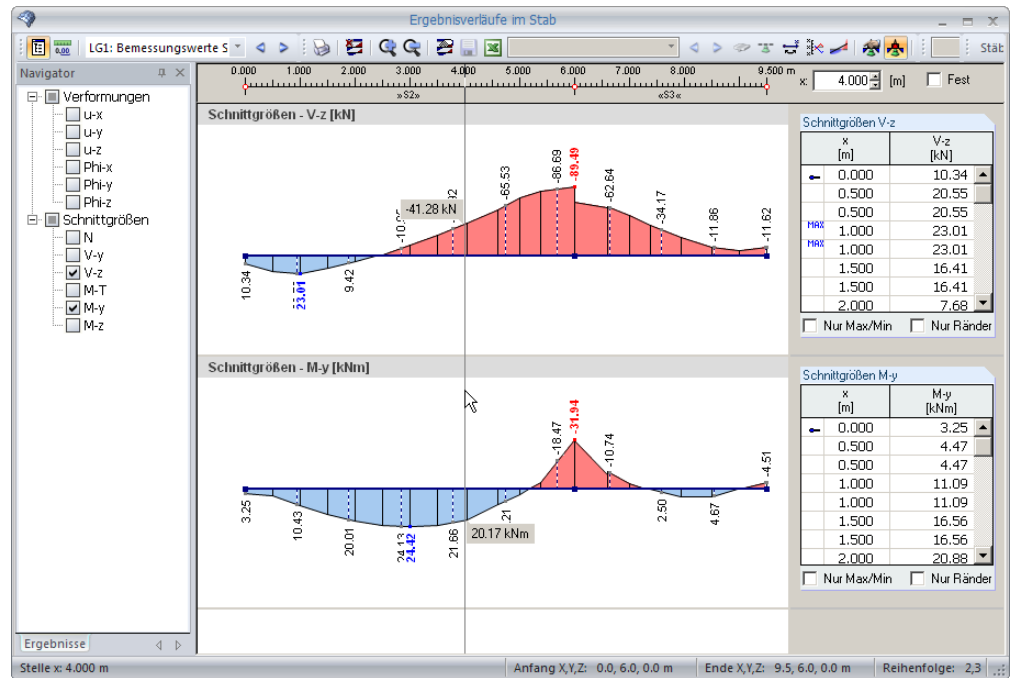 Ergebnisverläufe im Stab
0,00
LG1: Bemessungswerte S
Stäb
Navigator
Verformungen
u-x
u-y
u-z
Phi-x
Phi-y
Phi-z
Schnittgrößen
N
V-y
V-z
M-T
M-y
M-z
Ergebnisse
0.000 1.000 2.000 3.000 4.000 5.000 6.000 7.000 8.000 9.500 m
»S2» «S3«
x: 4.000 [m] Fest
Schnittgrößen - V-z [kN]
10.34
23.01
9.42
-41.28 kN
-65.53
-86.69
-89.49
-62.64
-34.17
-11.86
-11.62
Schnittgrößen V-z
x V-z
[m] [kN]
0.000 10.34
0.500 20.55
0.500 20.55
MAX 1.000 23.01
MAX 1.000 23.01
1.500 16.41
1.500 16.41
2.000 7.68
Nur Max/Min Nur Ränder
Schnittgrößen - M-y [kNm]
3.25
10.43
20.01
24.13
24.42
21.66
20.17 kNm
-18.47
-31.94
-10.74
2.50
4.67
-4.51
Schnittgrößen M-y
x M-y
[m] [kNm]
0.000 3.25
0.500 4.47
0.500 4.47
1.000 11.09
1.000 11.09
1.500 16.56
1.500 16.56
2.000 20.88
Nur Max/Min Nur Ränder
Stelle x: 4.000 m
Anfang X,Y,Z: 0.0, 6.0, 0.0 m
Ende X,Y,Z: 9.5, 6.0, 0.0 m
Reihenfolge: 2,3